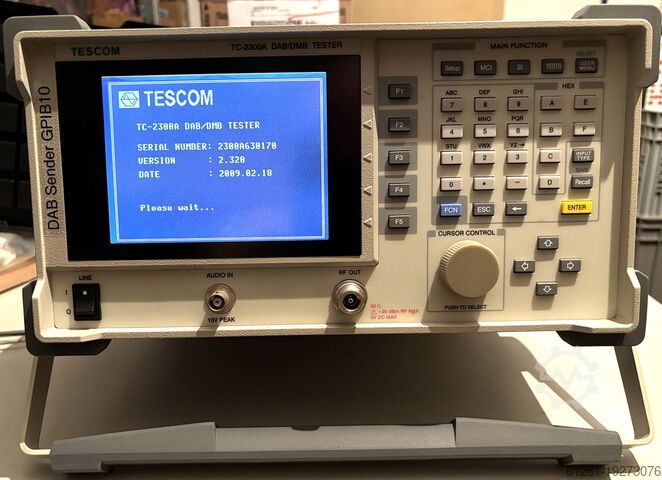 TESCOM
TC-2300A DAB/DMB TESTER
DAB Sender GPIB10
TESCOM
TC-2300A DAB/DMB TESTER
SERIAL NUMBER: 2300A630170
VERSION : 2.320
DATE : 2009.02.18
Please wait...
F1
F2
F3
F4
F5
MAIN FUNCTION
Setup
MCI
SI
TESTS
USER MENU
ABC
DEF
GHI
HEX
7
8
9
A
E
JKL
MNO
PQR
4
5
6
B
F
STU
VWX
YZ
1
2
3
C
INPUT TYPE
SAVE
0
•
-
D
Recall
FCN
ESC
←
ENTER
CURSOR CONTROL
PUSH TO SELECT
LINE
I
O
AUDIO IN
10V PEAK
RF OUT
50 Ω
+20 dBm RF MAX
0V DC MAX
61261-19273076